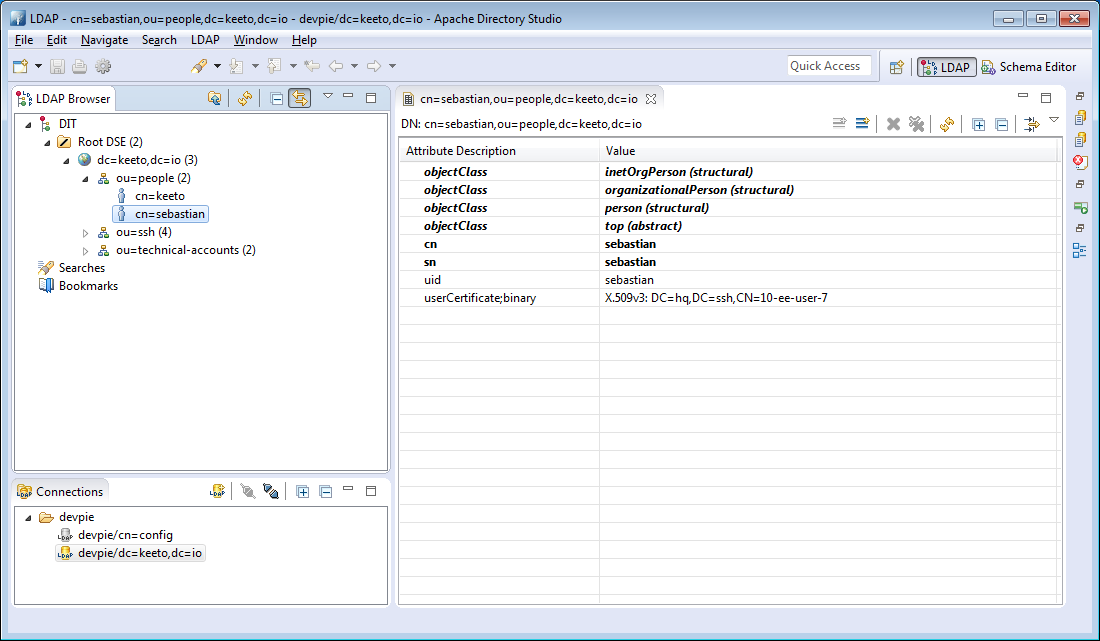 LDAP - cn=sebastian,ou=people,dc=keeto,dc=io - devpie/dc=keeto,dc=io - Apache Directory Studio
File Edit Navigate Search LDAP Window Help
Quick Access LDAP Schema Editor
LDAP Browser
DIT
Root DSE (2)
dc=keeto,dc=io (3)
ou=people (2)
cn=keeto
cn=sebastian
ou=ssh (4)
ou=technical-accounts (2)
Searches
Bookmarks
cn=sebastian,ou=people,dc=keeto,dc=io
DN: cn=sebastian,ou=people,dc=keeto,dc=io
Attribute Description Value
objectClass inetOrgPerson (structural)
objectClass organizationalPerson (structural)
objectClass person (structural)
objectClass top (abstract)
cn sebastian
sn sebastian
uid sebastian
userCertificate;binary X.509v3: DC=hq,DC=ssh,CN=10-ee-user-7
Connections
LDAP
devpie
LDAP devpie/cn=config
LDAP devpie/dc=keeto,dc=io